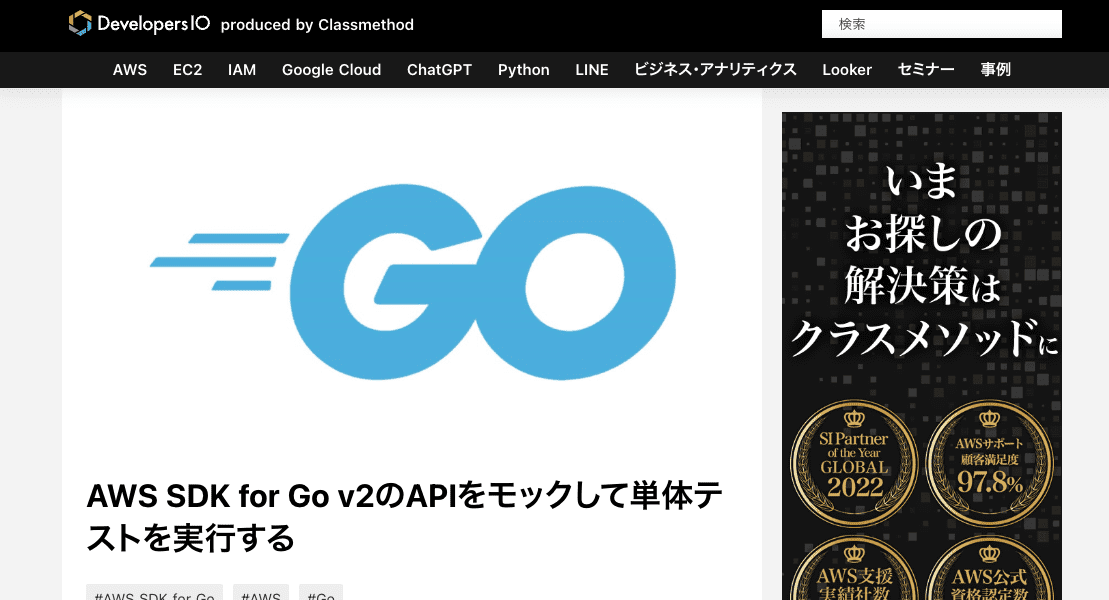 DevelopersIO produced by Classmethod
検索
AWS EC2 IAM Google Cloud ChatGPT Python LINE ビジネス・アナリティクス Looker セミナー 事例
GO
AWS SDK for Go v2のAPIをモックして単体テ
ストを実行する
#AWS SDK for Go #AWS #Go
いま
お探しの
解決策は
クラスメソッドに
SI Partner
of the Year
GLOBAL
2022
AWSサポート
顧客満足度
97.8%
AWS支援
実績社数
AWS公式
資格認定数